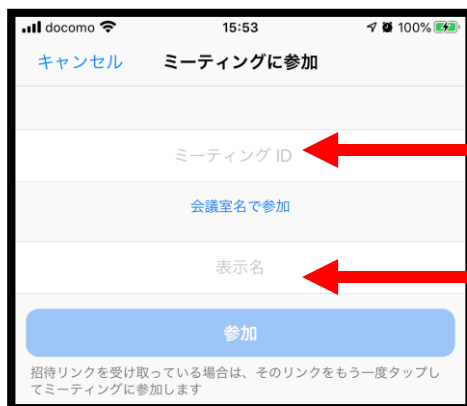 docomo 15:53 100%
キャンセル ミーティングに参加
ミーティング ID
会議室名で参加
表示名
参加
招待リンクを受け取っている場合は、そのリンクをもう一度タップし
てミーティングに参加します